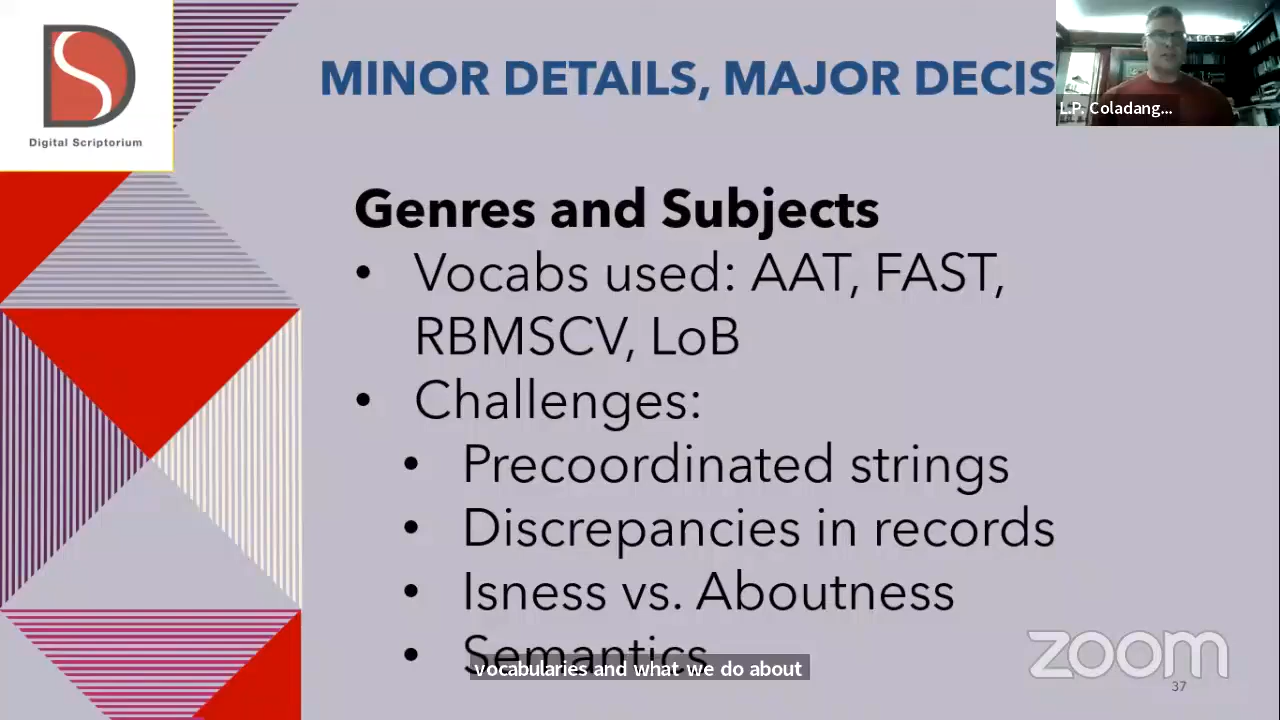 MINOR DETAILS, MAJOR DECIS
L.P. Coladang...
Digital Scriptorium
Genres and Subjects
• Vocabs used: AAT, FAST,
RBMSCV, LoB
• Challenges:
• Precoordinated strings
• Discrepancies in records
• Isness vs. Aboutness
• Semantics
vocabularies and what we do about
zoom
37